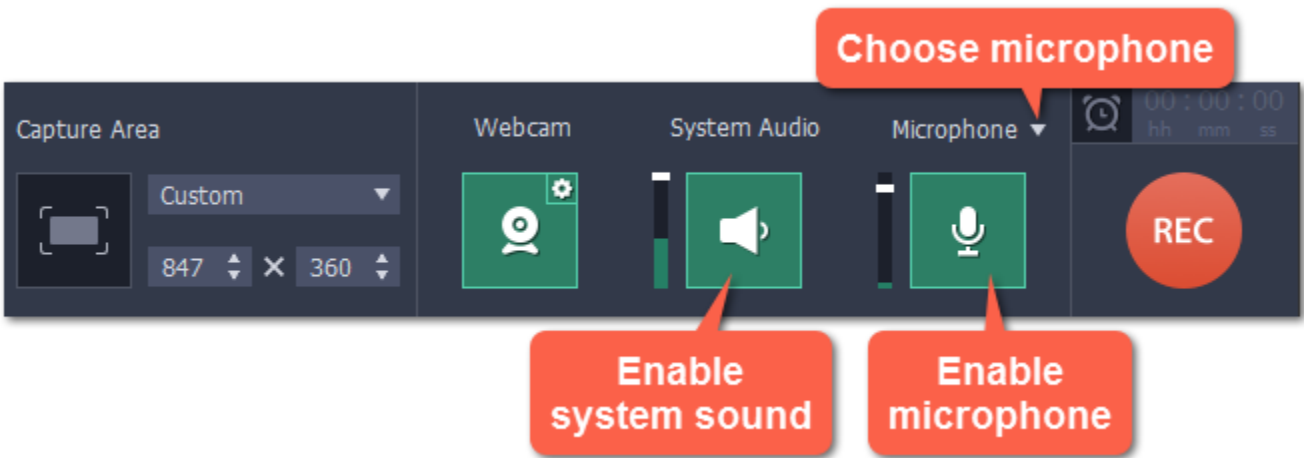 Choose microphone
Capture Area
Webcam
System Audio
Microphone
00 : 00 : 00
hh mm ss
Custom
847 × 360
REC
Enable
system sound
Enable
microphone